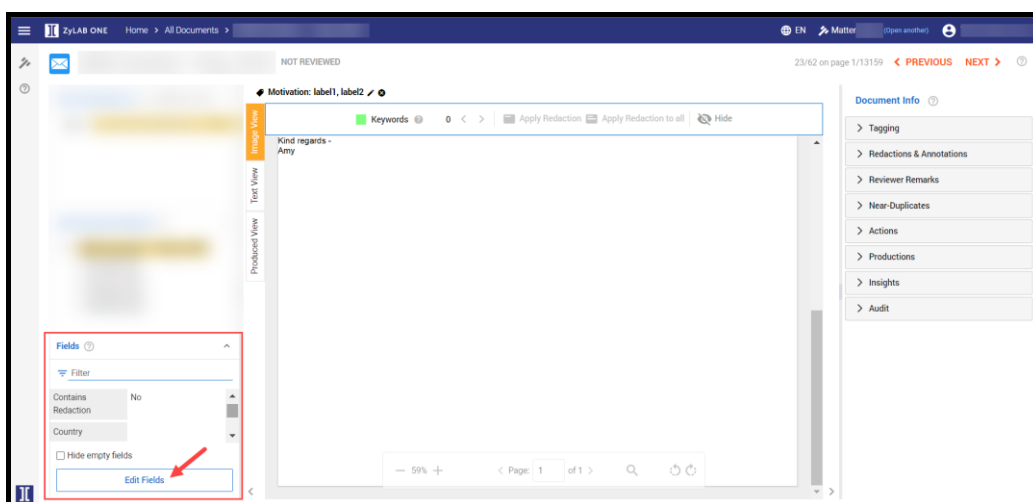 ZyLAB ONE Home > All Documents >
EN Matter (Open another)
NOT REVIEWED
23/62 on page 1/13159 < PREVIOUS NEXT >
Motivation: label1, label2
Keywords 0 < > Apply Redaction Apply Redaction to all Hide
Image View
Text View
Produced View
Kind regards -
Amy
Document Info
> Tagging
> Redactions & Annotations
> Reviewer Remarks
> Near-Duplicates
> Actions
> Productions
> Insights
> Audit
Fields
Filter
Contains Redaction No
Country
Hide empty fields
Edit Fields
59% < Page: 1 of 1 >